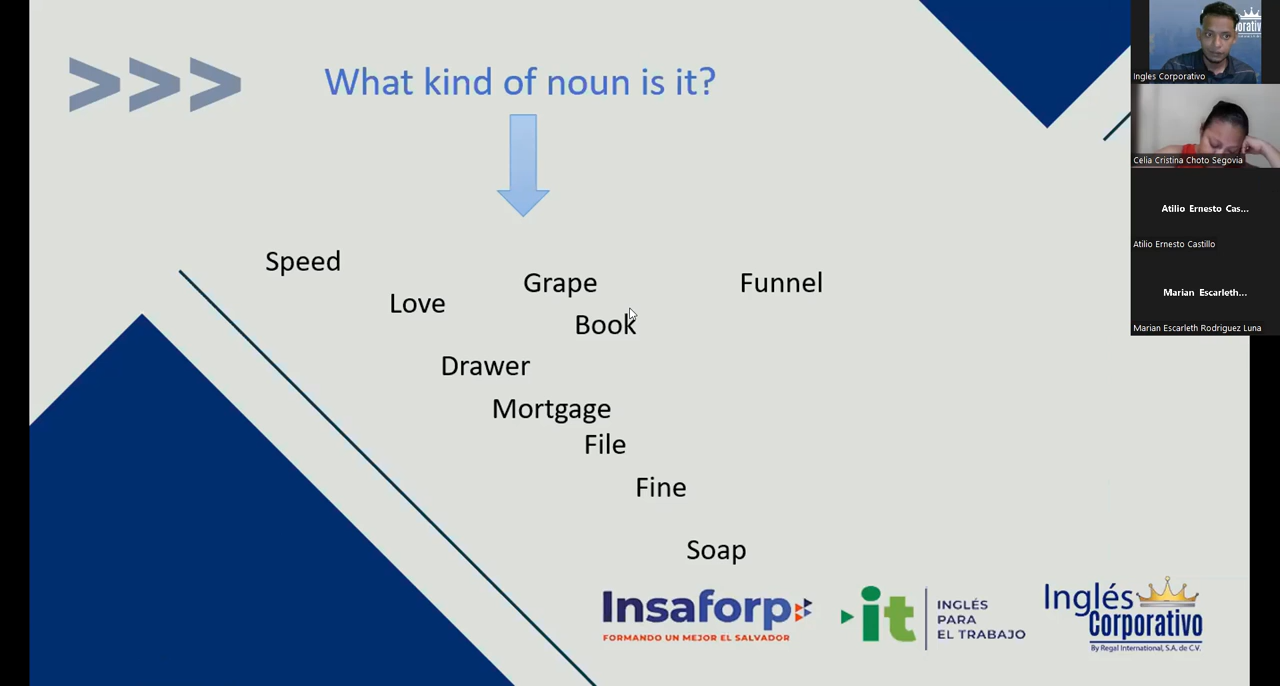 >>>
What kind of noun is it?
Speed
Love
Grape
Funnel
Book
Drawer
Mortgage
File
Fine
Soap
Insaforp
FORMANDO UN MEJOR EL SALVADOR
it
INGLÉS
PARA
EL TRABAJO
Inglés
Corporativo
By Regal International, S.A. de C.V.
orativo
Ingles Corporativo
Celia Cristina Choto Segovia
Atilio Ernesto Cas...
Atilio Ernesto Castillo
Marian Escarleth...
Marian Escarleth Rodriguez Luna